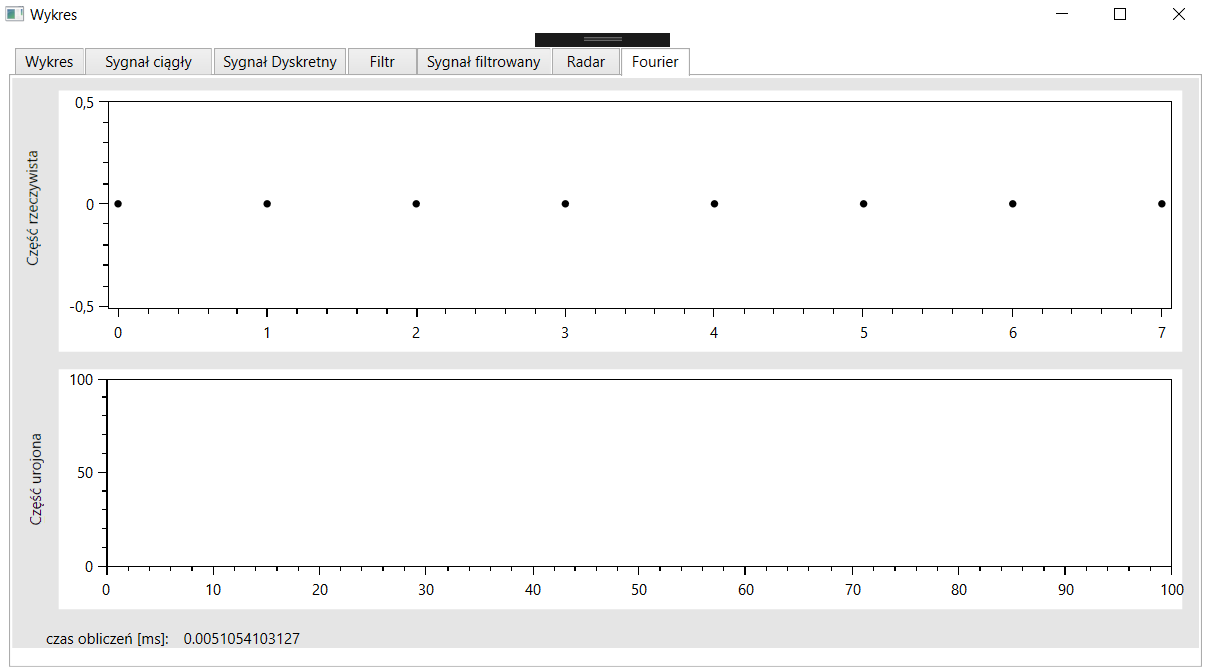 Wykres
Wykres Sygnał ciągły Sygnał Dyskretny Filtr Sygnał filtrowany Radar Fourier
Część rzeczywista
0,5
0
-0,5
0 1 2 3 4 5 6 7
Część urojona
100
50
0
0 10 20 30 40 50 60 70 80 90 100
czas obliczeń [ms]: 0.0051054103127